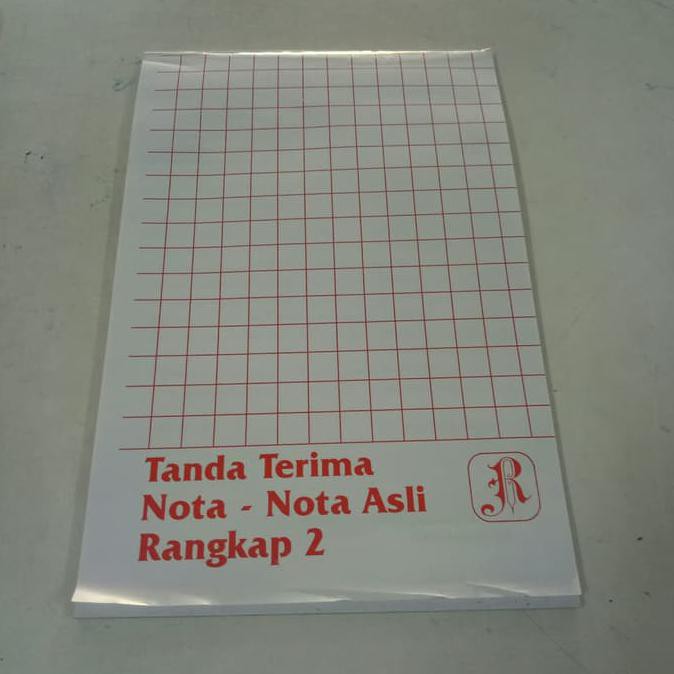 Tanda Terima
Nota - Nota Asli
Rangkap 2
R